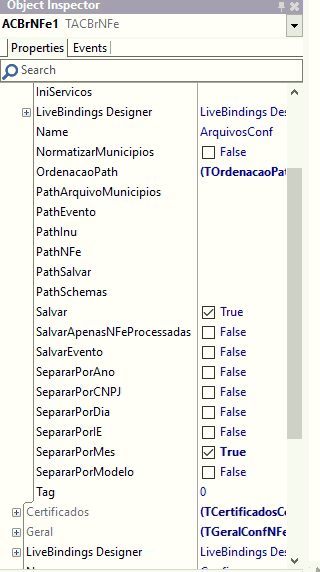 Object Inspector
ACBrNFe1 TACBrNFe
Properties Events
Search
IniServicos
LiveBindings Designer LiveBindings Des
Name ArquivosConf
NormatizarMunicipios False
OrdenacaoPath (TOrdenacaoPat
PathArquivoMunicipios
PathEvento
PathInu
PathNFe
PathSalvar
PathSchemas
Salvar True
SalvarApenasNFeProcessadas False
SalvarEvento False
SepararPorAno False
SepararPorCNPJ False
SepararPorDia False
SepararPorIE False
SepararPorMes True
SepararPorModelo False
Tag 0
Certificados (TCertificadosCo
Geral (TGeralConfNFe
LiveBindings Designer LiveBindings Des